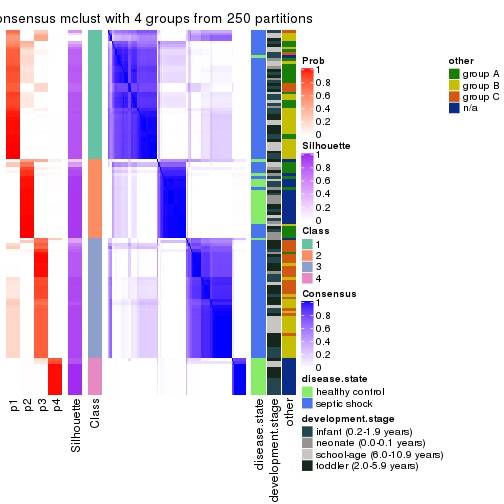 onsensus mclust with 4 groups from 250 partitions
Prob
1
0.8
0.6
0.4
0.2
0
Silhouette
1
0.8
0.6
0.4
0.2
0
Class
1
2
3
4
Consensus
1
0.8
0.6
0.4
0.2
0
disease.state
healthy control
septic shock
development.stage
infant (0.2-1.9 years)
neonate (0.0-0.1 years)
school-age (6.0-10.9 years)
toddler (2.0-5.9 years)
other
group A
group B
group C
n/a
p1
p2
p3
p4
Silhouette
Class
disease.state
development.stage
other